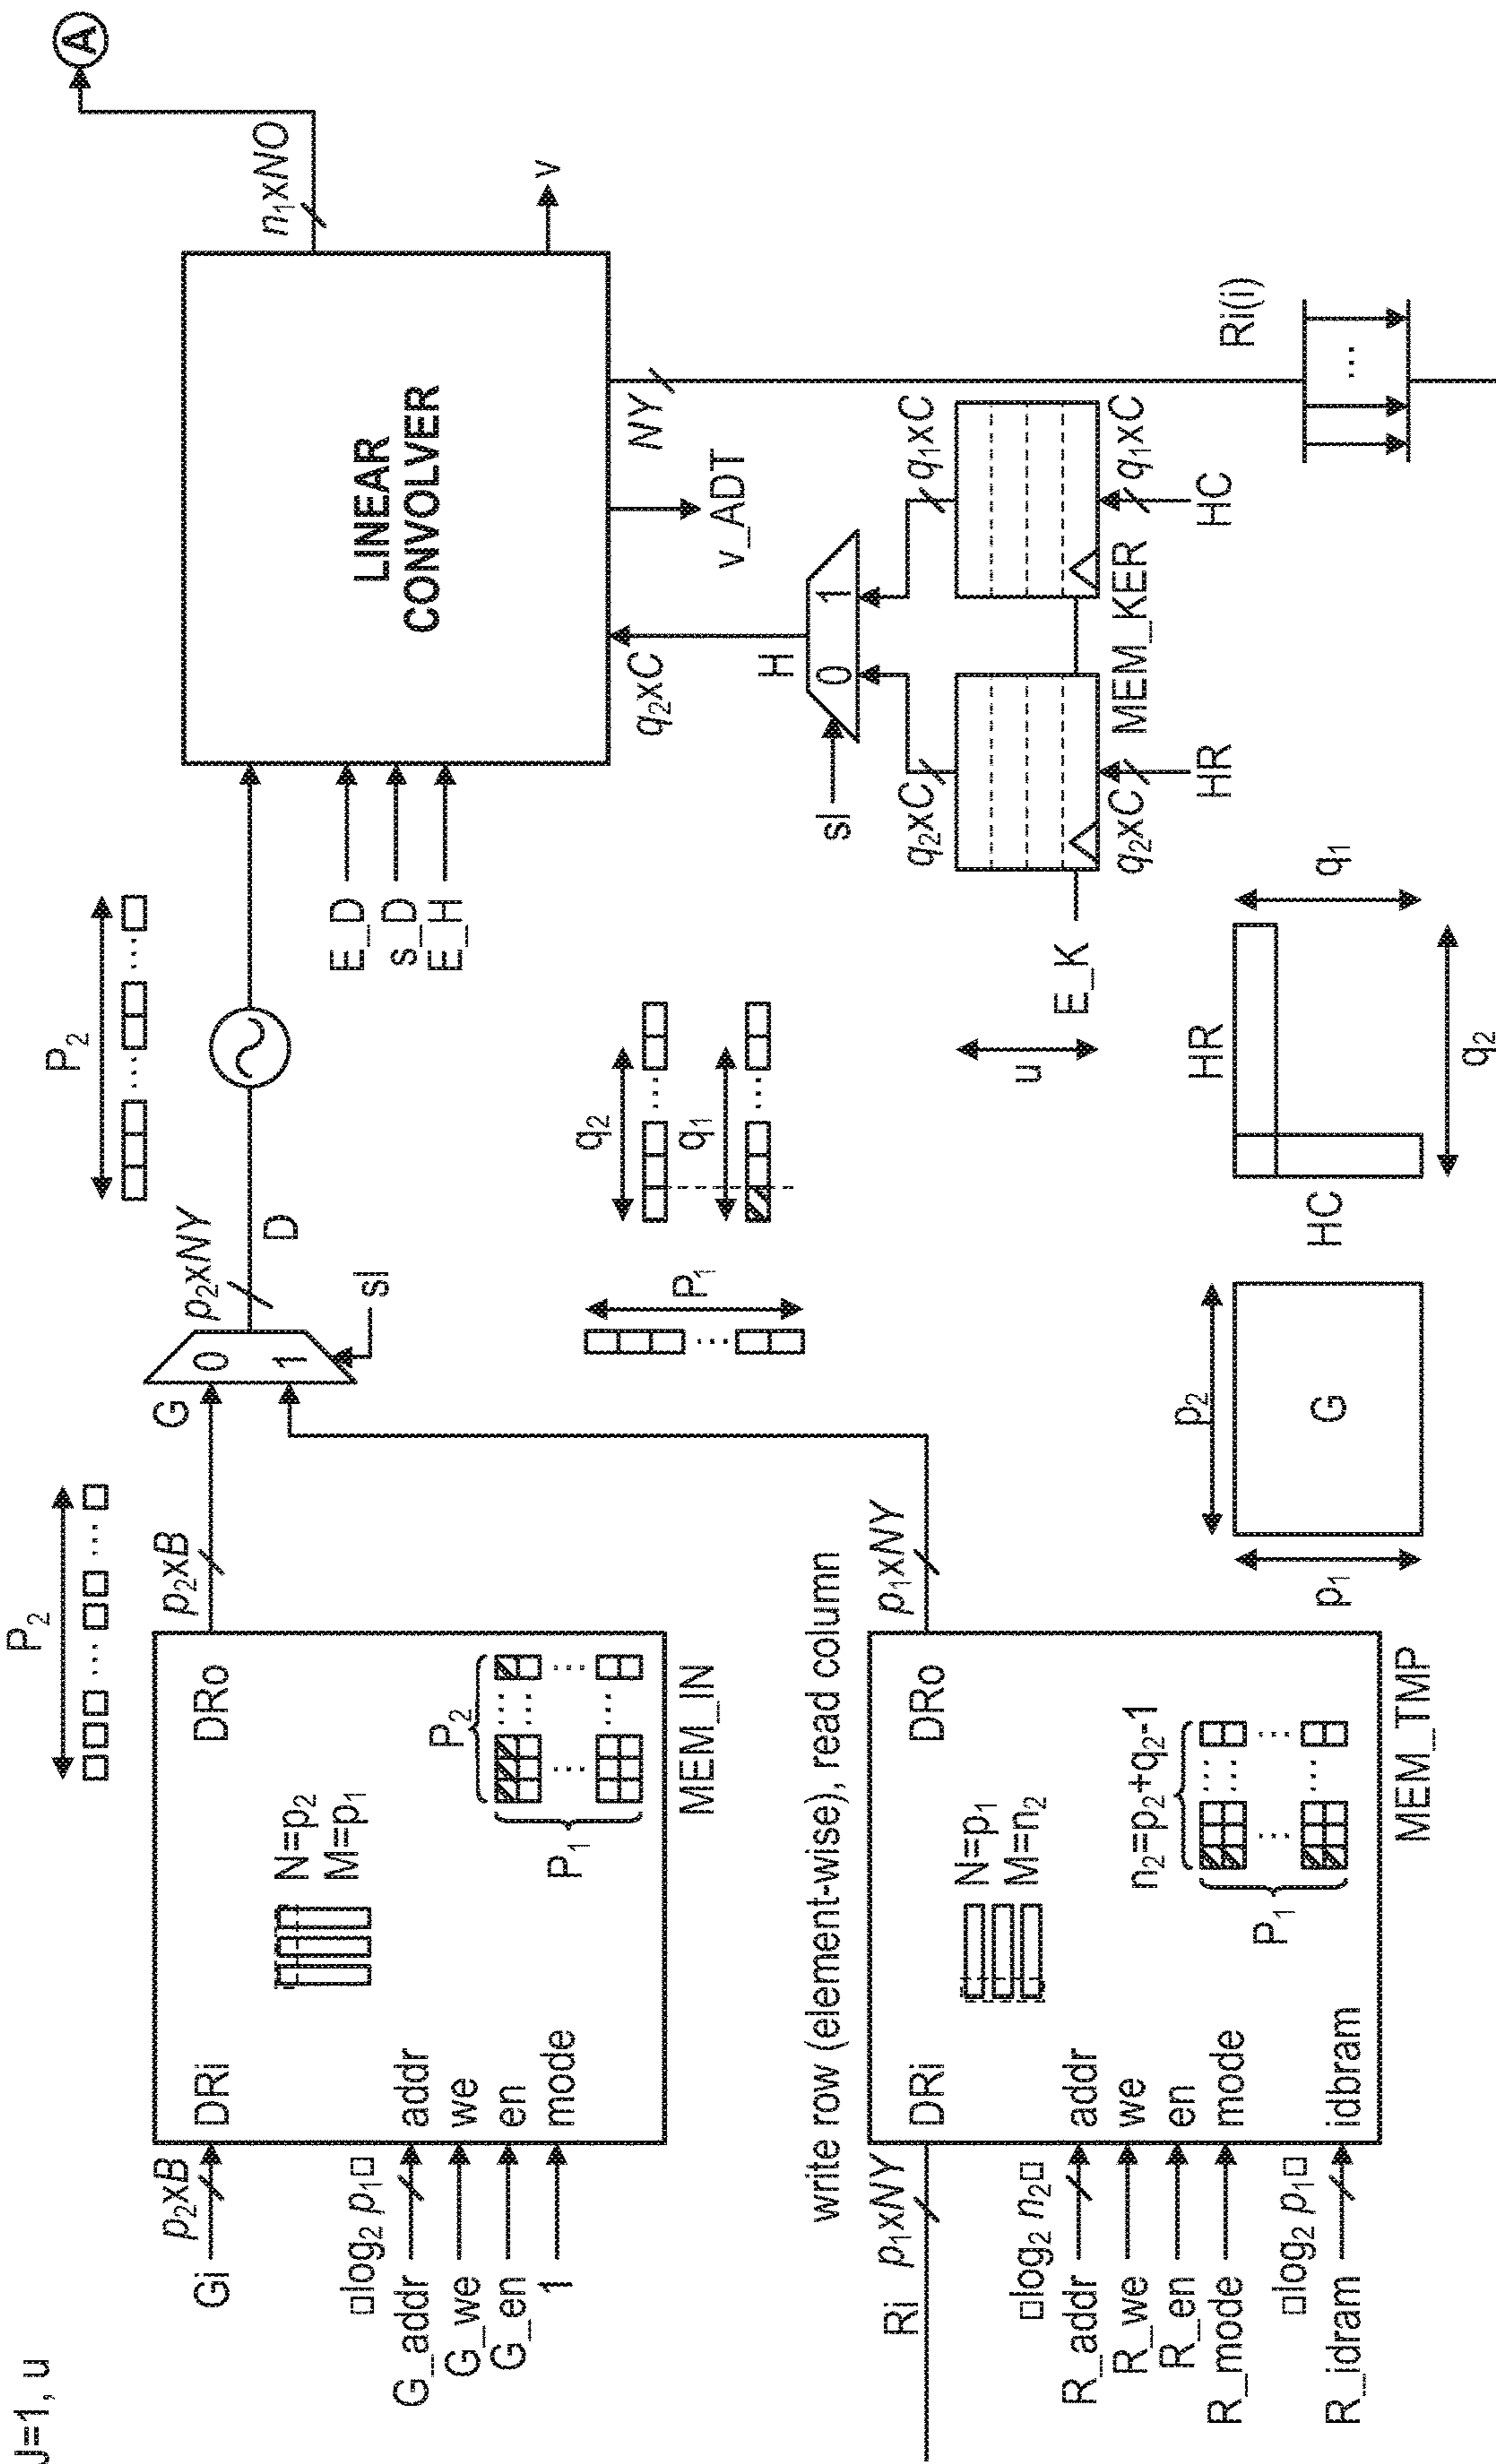 J=1, u
P₂
P₂
A
Gi
p₂xB
DRi
DRo
p₂xB
G
0
1
sl
p₂xNY
D
n₁xNO
N=p₂
M=p₁
P₂
P₁
□log₂ p₁□
G_addr
addr
G_we
we
G_en
en
1
mode
MEM_IN
E_D
s_D
E_H
LINEAR
CONVOLVER
v
q₂
q₁
P₁
q₂xC
v_ADT
NY
H
sl
0
1
write row (element-wise), read column
Ri
p₁xNY
DRi
DRo
p₁xNY
N=p₁
M=n₂
n₂=p₂+q₂-1
P₁
□log₂ n₂□
R_addr
addr
R_we
we
R_en
en
R_mode
mode
□log₂ p₁□
R_idram
idbram
MEM_TMP
q₂xC
q₁xC
u
E_K
q₂xC
MEM_KER
q₁xC
HR
HC
p₂
p₁
G
HR
HC
q₁
q₂
Ri(i)